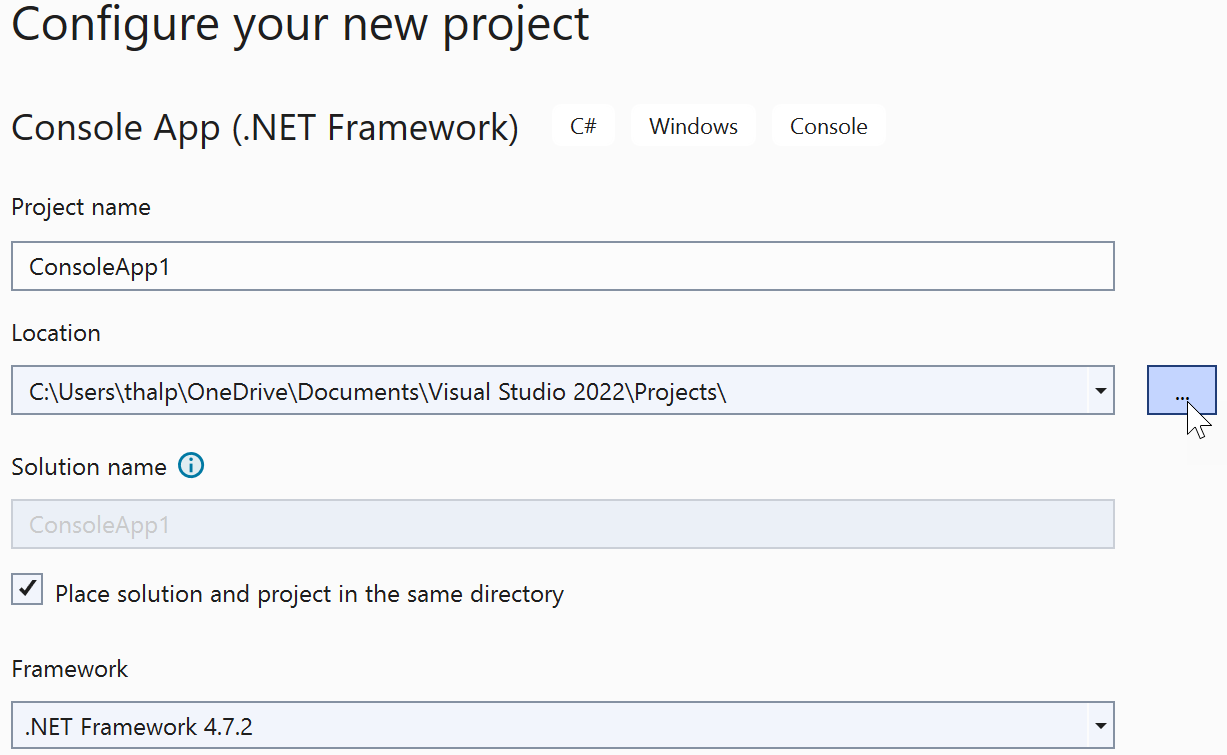 Configure your new project
Console App (.NET Framework) C# Windows Console
Project name
ConsoleApp1
Location
C:\Users\thalp\OneDrive\Documents\Visual Studio 2022\Projects\
...
Solution name
ConsoleApp1
Place solution and project in the same directory
Framework
.NET Framework 4.7.2